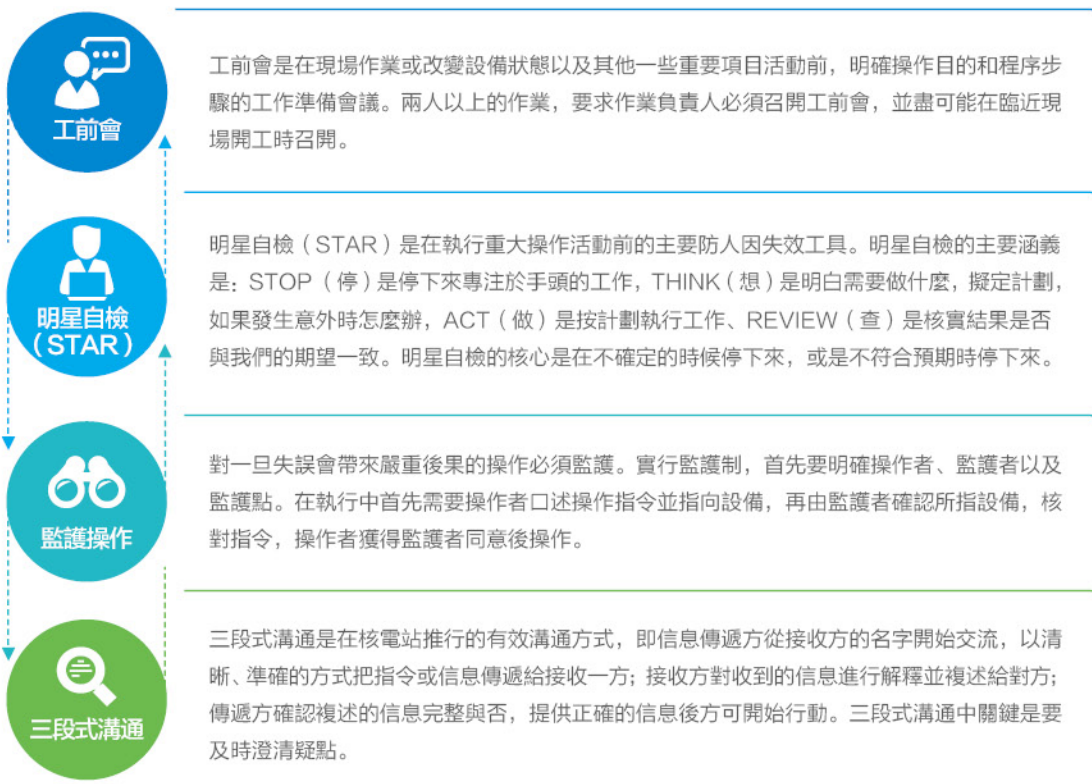 工前會
工前會是在現場作業或改變設備狀態以及其他一些重要項目活動前，明確操作目的和程序步
驟的工作準備會議。兩人以上的作業，要求作業負責人必須召開工前會，並盡可能在臨近現
場開工時召開。
明星自檢
（STAR）
明星自檢（STAR）是在執行重大操作活動前的主要防人因失效工具。明星自檢的主要涵義
是：STOP（停）是停下來專注於手頭的工作，THINK（想）是明白需要做什麼，擬定計劃，
如果發生意外時怎麼辦，ACT（做）是按計劃執行工作、REVIEW（查）是核實結果是否
與我們的期望一致。明星自檢的核心是在不確定的時候停下來，或是不符合預期時停下來。
監護操作
對一旦失誤會帶來嚴重後果的操作必須監護。實行監護制，首先要明確操作者、監護者以及
監護點。在執行中首先需要操作者口述操作指令並指向設備，再由監護者確認所指設備，核
對指令，操作者獲得監護者同意後操作。
三段式溝通
三段式溝通是在核電站推行的有效溝通方式，即信息傳遞方從接收方的名字開始交流，以清
晰、準確的方式把指令或信息傳遞給接收一方；接收方對收到的信息進行解釋並複述給對方；
傳遞方確認複述的信息完整與否，提供正確的信息後方可開始行動。三段式溝通中關鍵是要
及時澄清疑點。